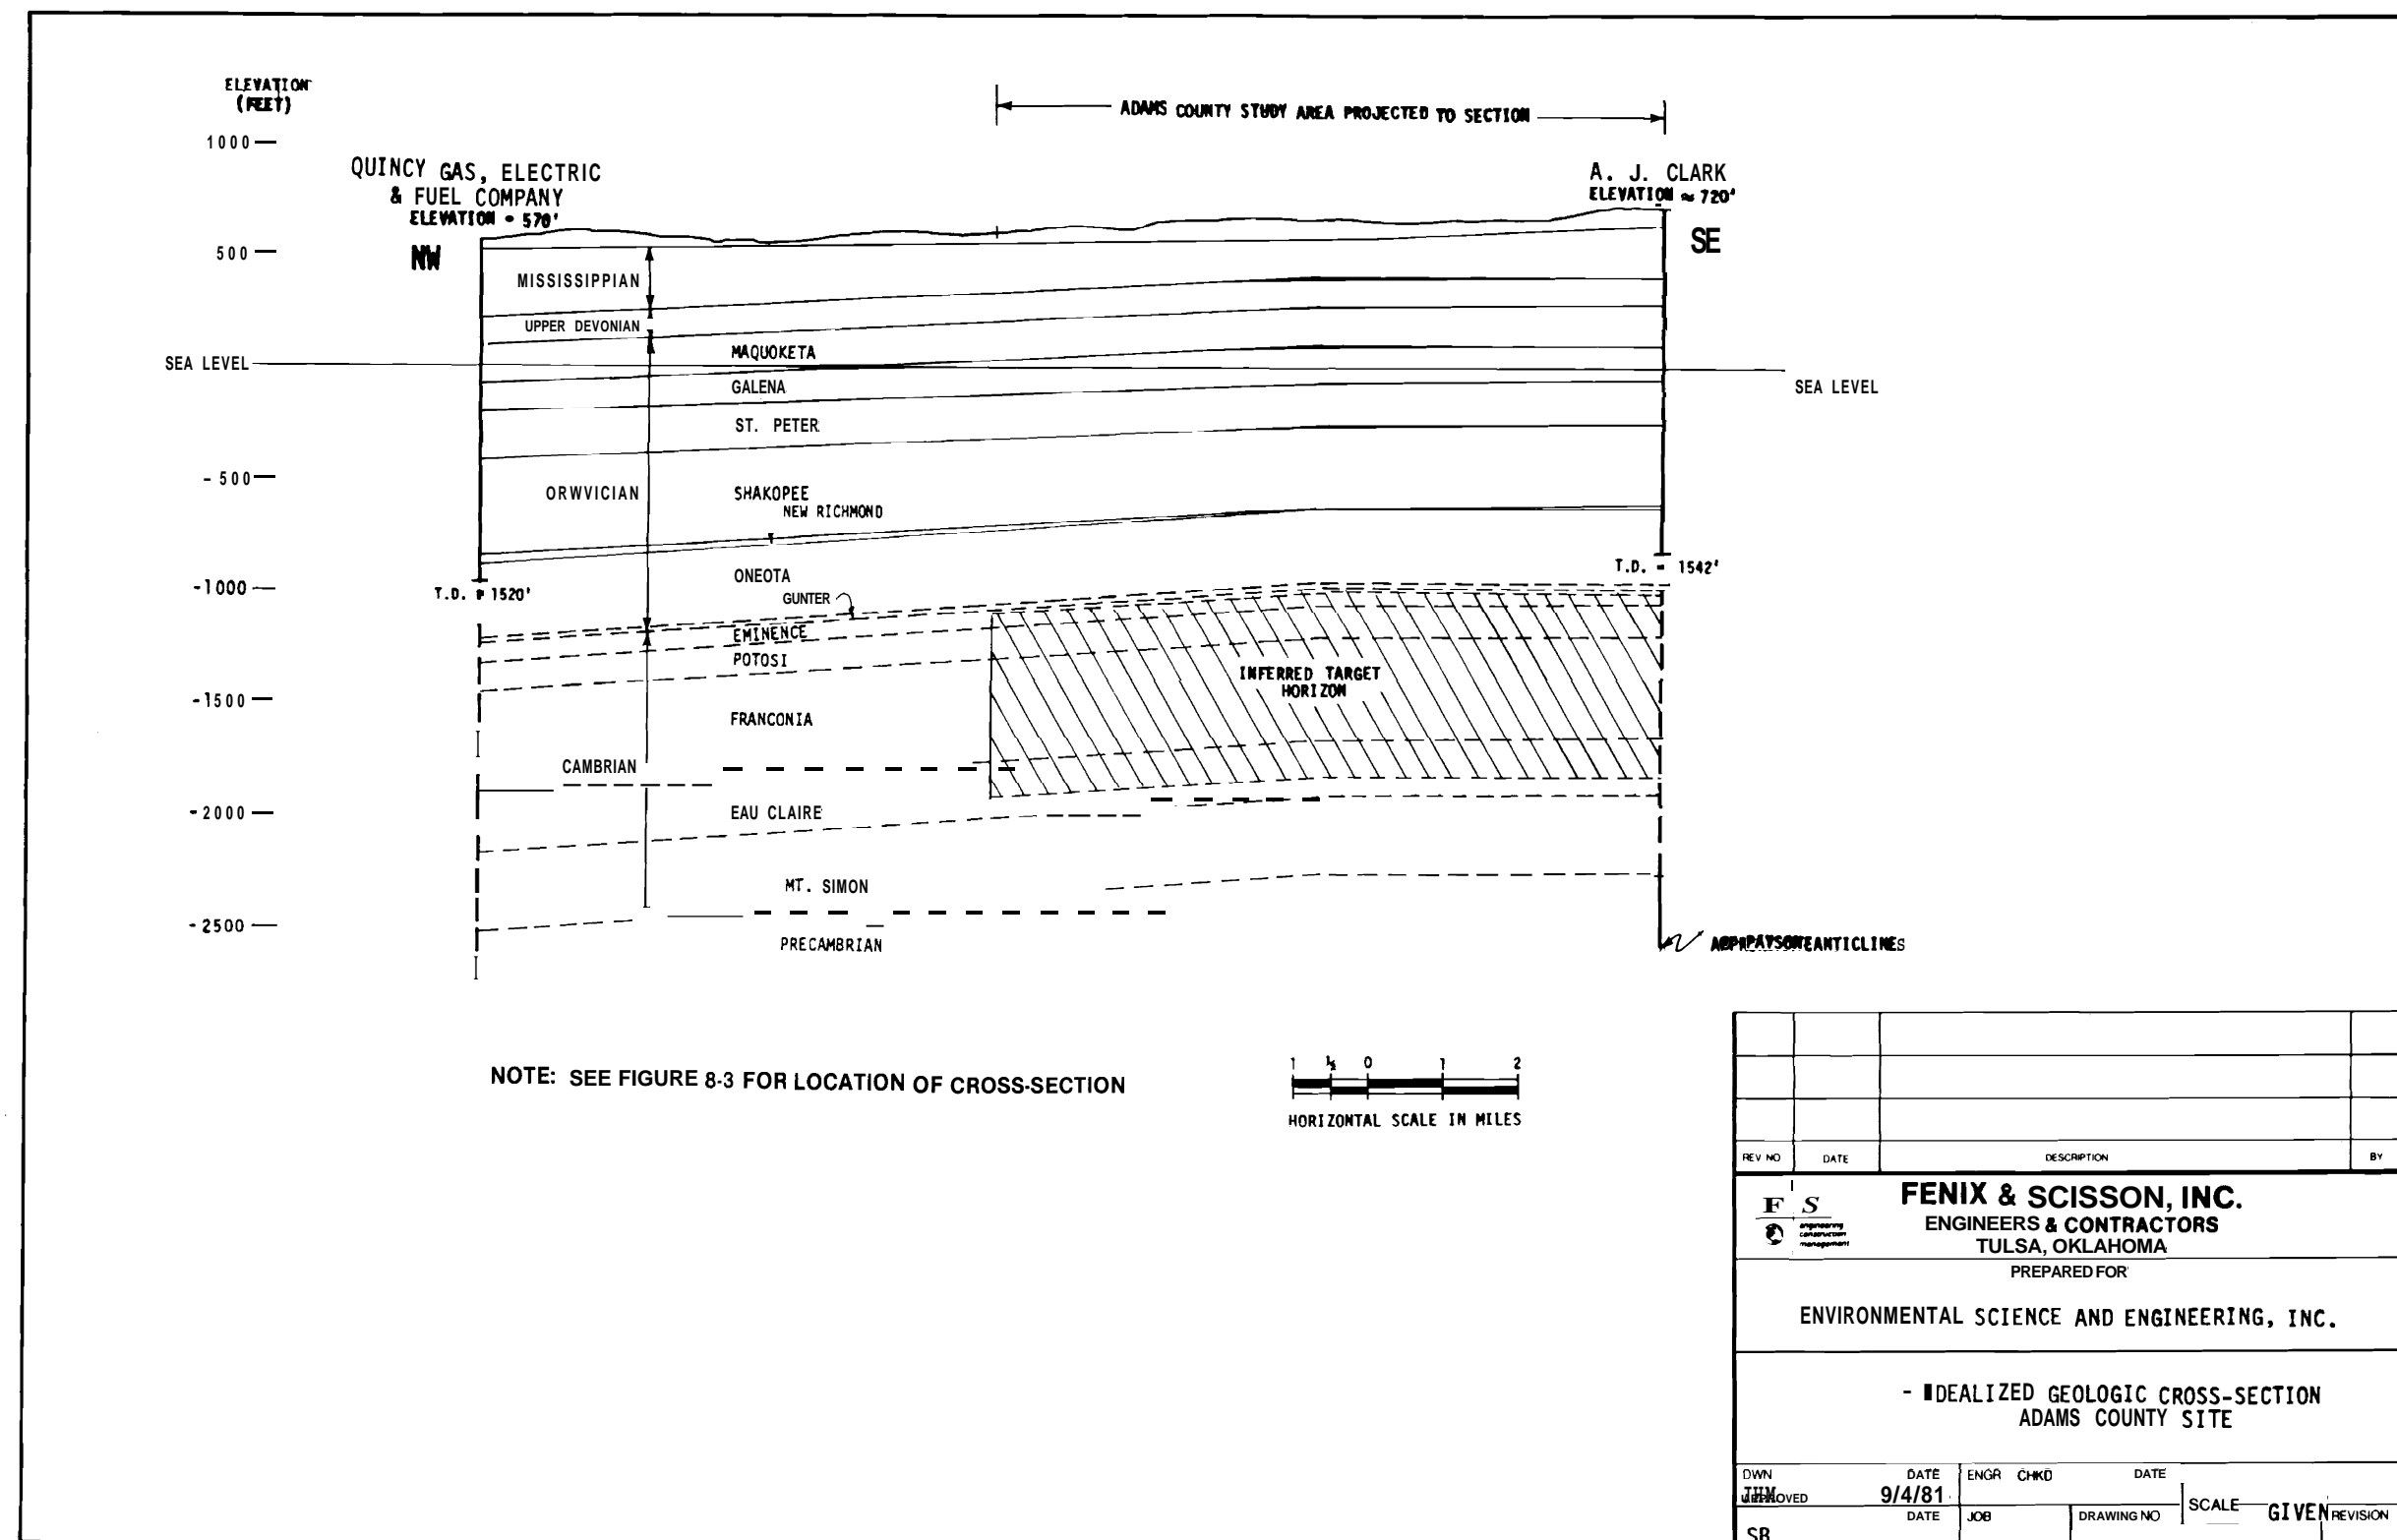 ELEVATION
(FEET)
ADAMS COUNTY STUDY AREA PROJECTED TO SECTION
1000
QUINCY GAS, ELECTRIC
& FUEL COMPANY
ELEVATION = 570'
A. J. CLARK
ELEVATION ≈ 720'
NW
SE
500
MISSISSIPPIAN
UPPER DEVONIAN
MAQUOKETA
SEA LEVEL
SEA LEVEL
GALENA
ST. PETER
- 500
ORWVICIAN
SHAKOPEE
NEW RICHMOND
T.D. = 1542'
-1000
T.D. = 1520'
ONEOTA
GUNTER
EMINENCE
POTOSI
INFERRED TARGET
HORIZON
-1500
FRANCONIA
CAMBRIAN
-2000
EAU CLAIRE
MT. SIMON
-2500
PRECAMBRIAN
ANTICLINES
NOTE: SEE FIGURE 8-3 FOR LOCATION OF CROSS-SECTION
1 ½ 0 1 2
HORIZONTAL SCALE IN MILES
REV NO DATE DESCRIPTION BY
F S
engineering
construction
management
FENIX & SCISSON, INC.
ENGINEERS & CONTRACTORS
TULSA, OKLAHOMA
PREPARED FOR
ENVIRONMENTAL SCIENCE AND ENGINEERING, INC.
- IDEALIZED GEOLOGIC CROSS-SECTION
ADAMS COUNTY SITE
DWN DATE ENGR CHKD DATE
9/4/81
DATE JOB DRAWING NO SCALE GIVEN REVISION
SB